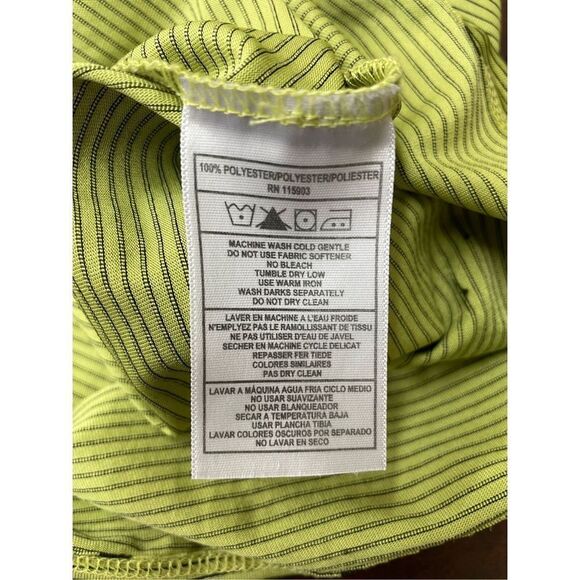 100% POLYESTER/POLYESTER/POLIESTER
RN 115903
MACHINE WASH COLD GENTLE
DO NOT USE FABRIC SOFTENER
NO BLEACH
TUMBLE DRY LOW
USE WARM IRON
WASH DARKS SEPARATELY
DO NOT DRY CLEAN
LAVER EN MACHINE A L'EAU FROIDE
N'EMPLYEZ PAS LE RAMOLLISSANT DE TISSU
NE PAS UTILISER D'EAU DE JAVEL
SECHER EN MACHINE CYCLE DELICAT
REPASSER FER TIEDE
COLORES SIMILAIRES
PAS DRY CLEAN
LAVAR A MÁQUINA AGUA FRIA CICLO MEDIO
NO USAR SUAVIZANTE
NO USAR BLANQUEADOR
SECAR A TEMPERATURA BAJA
USAR PLANCHA TIBIA
LAVAR COLORES OSCUROS POR SEPARADO
NO LAVAR EN SECO